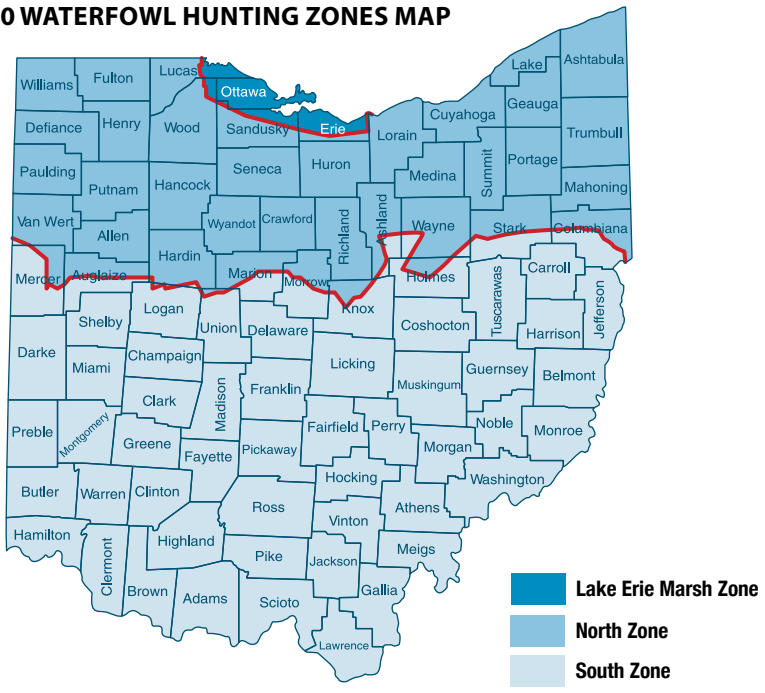 0 WATERFOWL HUNTING ZONES MAP
Williams
Fulton
Lucas
Ottawa
Lake
Ashtabula
Defiance
Henry
Wood
Sandusky
Erie
Lorain
Cuyahoga
Geauga
Trumbull
Paulding
Putnam
Hancock
Seneca
Huron
Medina
Summit
Portage
Mahoning
Van Wert
Allen
Hardin
Wyandot
Crawford
Richland
Ashland
Wayne
Stark
Columbiana
Mercer
Auglaize
Marion
Morrow
Knox
Holmes
Tuscarawas
Carroll
Jefferson
Shelby
Logan
Union
Delaware
Coshocton
Harrison
Darke
Miami
Champaign
Clark
Madison
Franklin
Licking
Muskingum
Guernsey
Belmont
Preble
Montgomery
Greene
Fayette
Pickaway
Fairfield
Perry
Morgan
Noble
Monroe
Butler
Warren
Clinton
Ross
Hocking
Vinton
Athens
Washington
Hamilton
Clermont
Brown
Highland
Adams
Pike
Scioto
Jackson
Gallia
Meigs
Lawrence
Lake Erie Marsh Zone
North Zone
South Zone